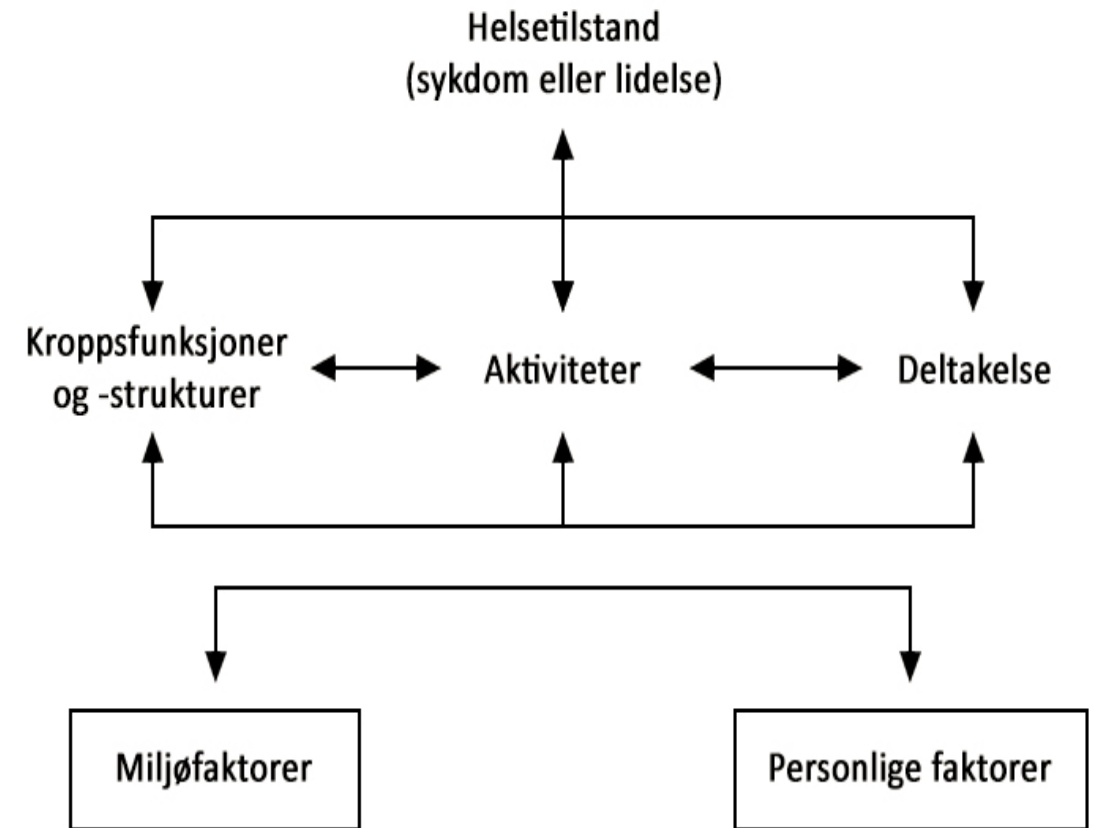 Helsetilstand
(sykdom eller lidelse)
Kroppsfunksjoner
og -strukturer
Aktiviteter
Deltakelse
Miljøfaktorer
Personlige faktorer